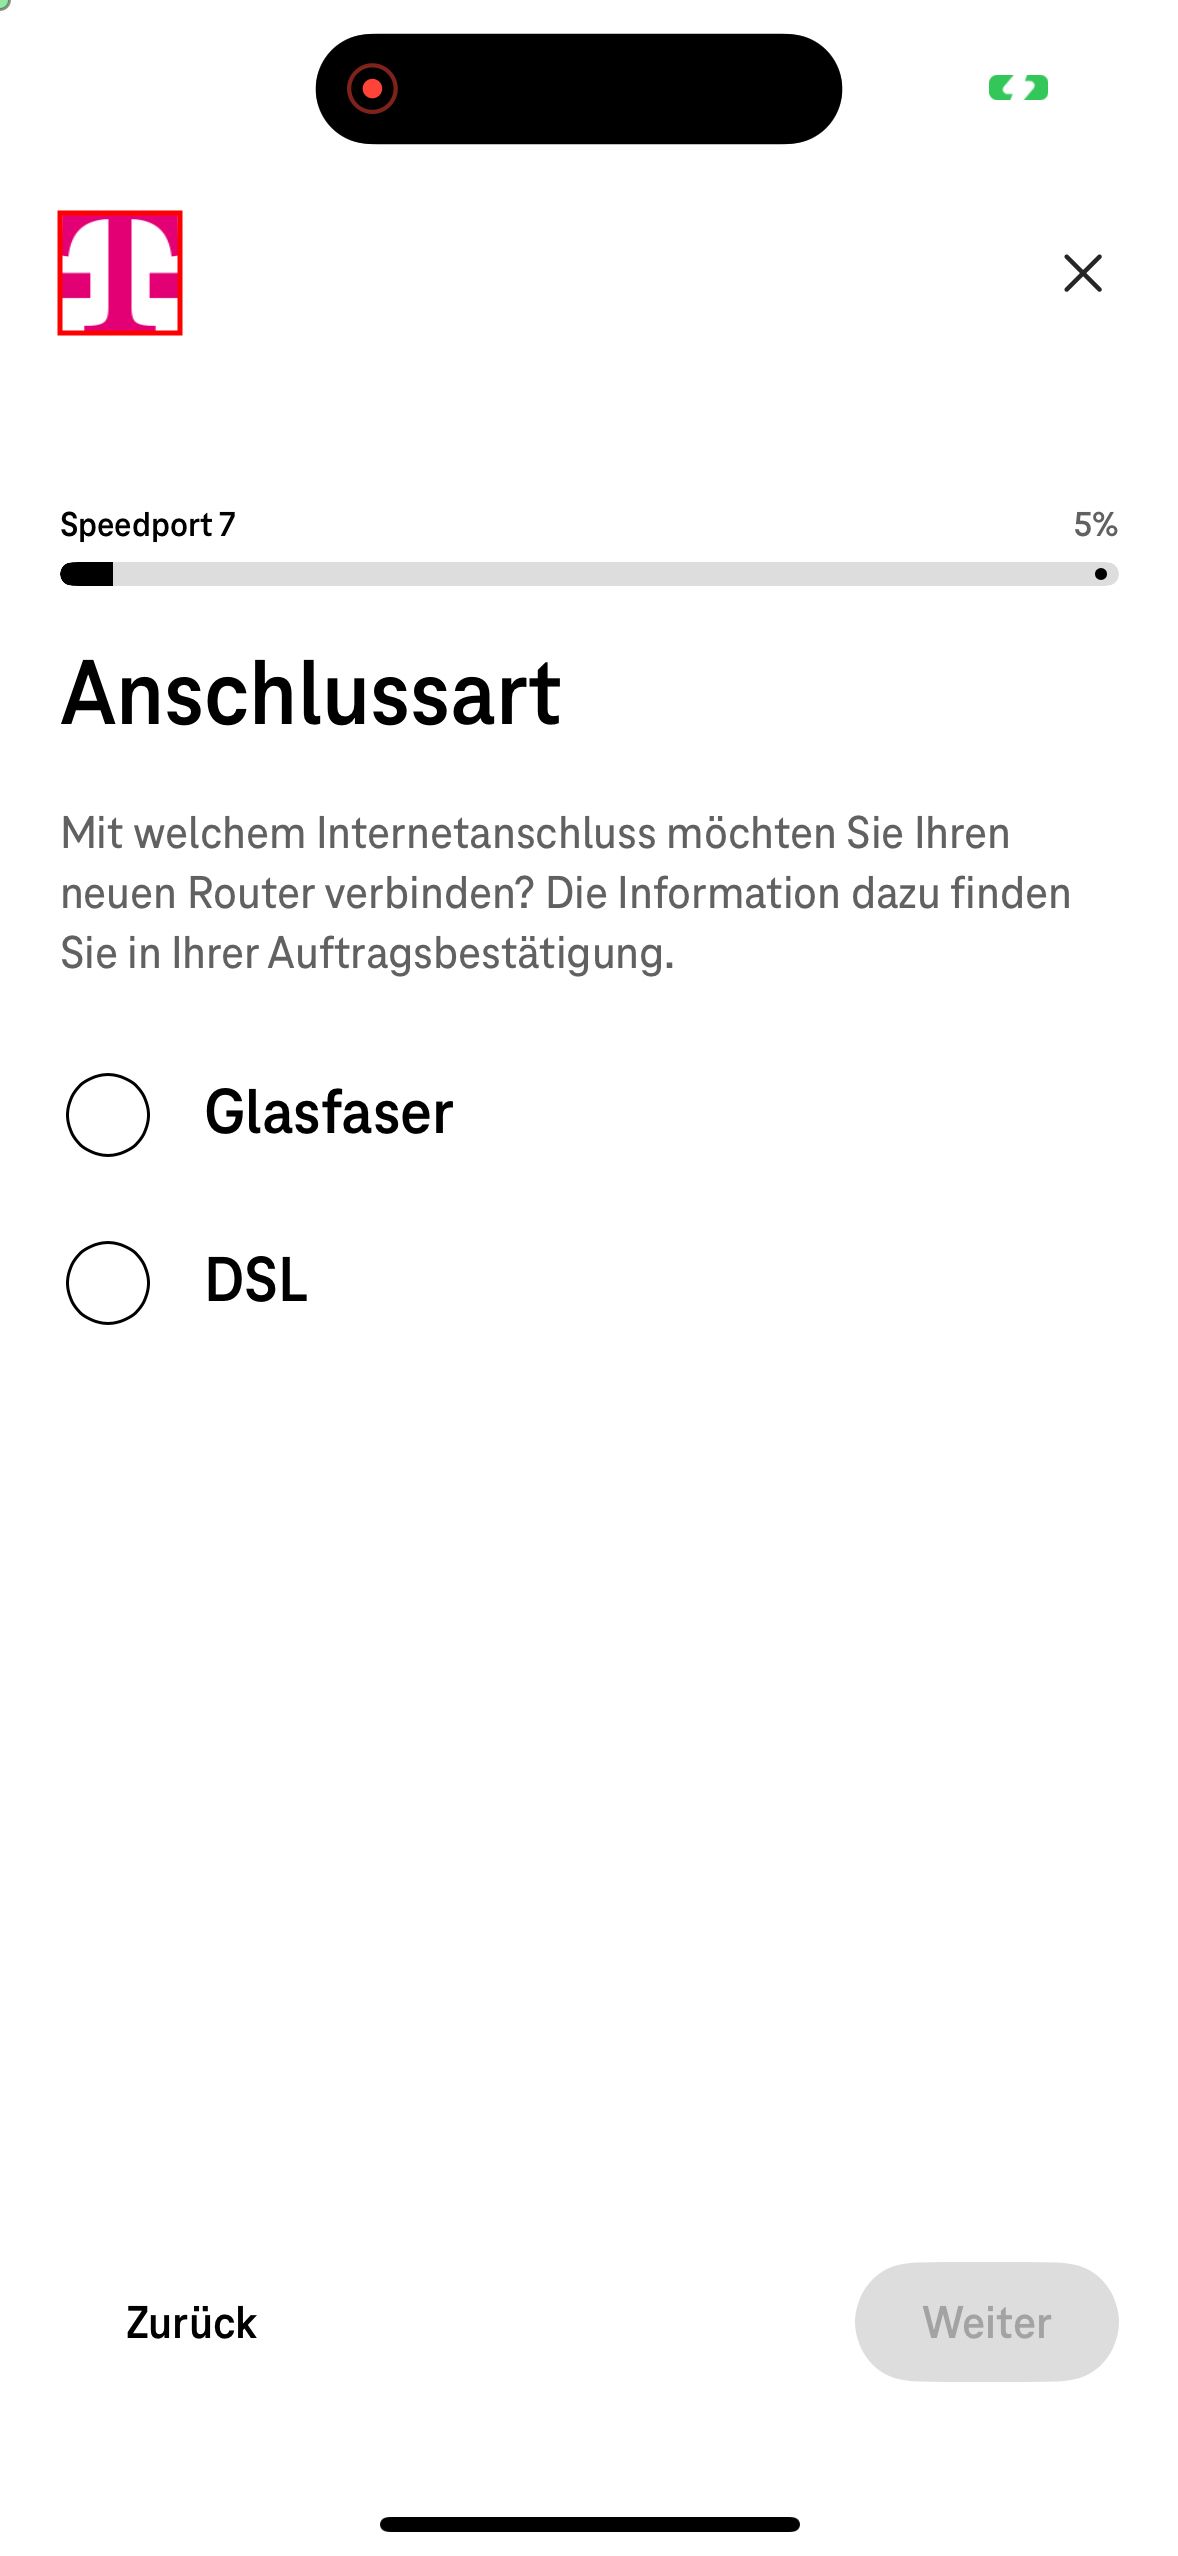 Speedport 7
5%
Anschlussart
Mit welchem Internetanschluss möchten Sie Ihren
neuen Router verbinden? Die Information dazu finden
Sie in Ihrer Auftragsbestätigung.
Glasfaser
DSL
Zurück
Weiter